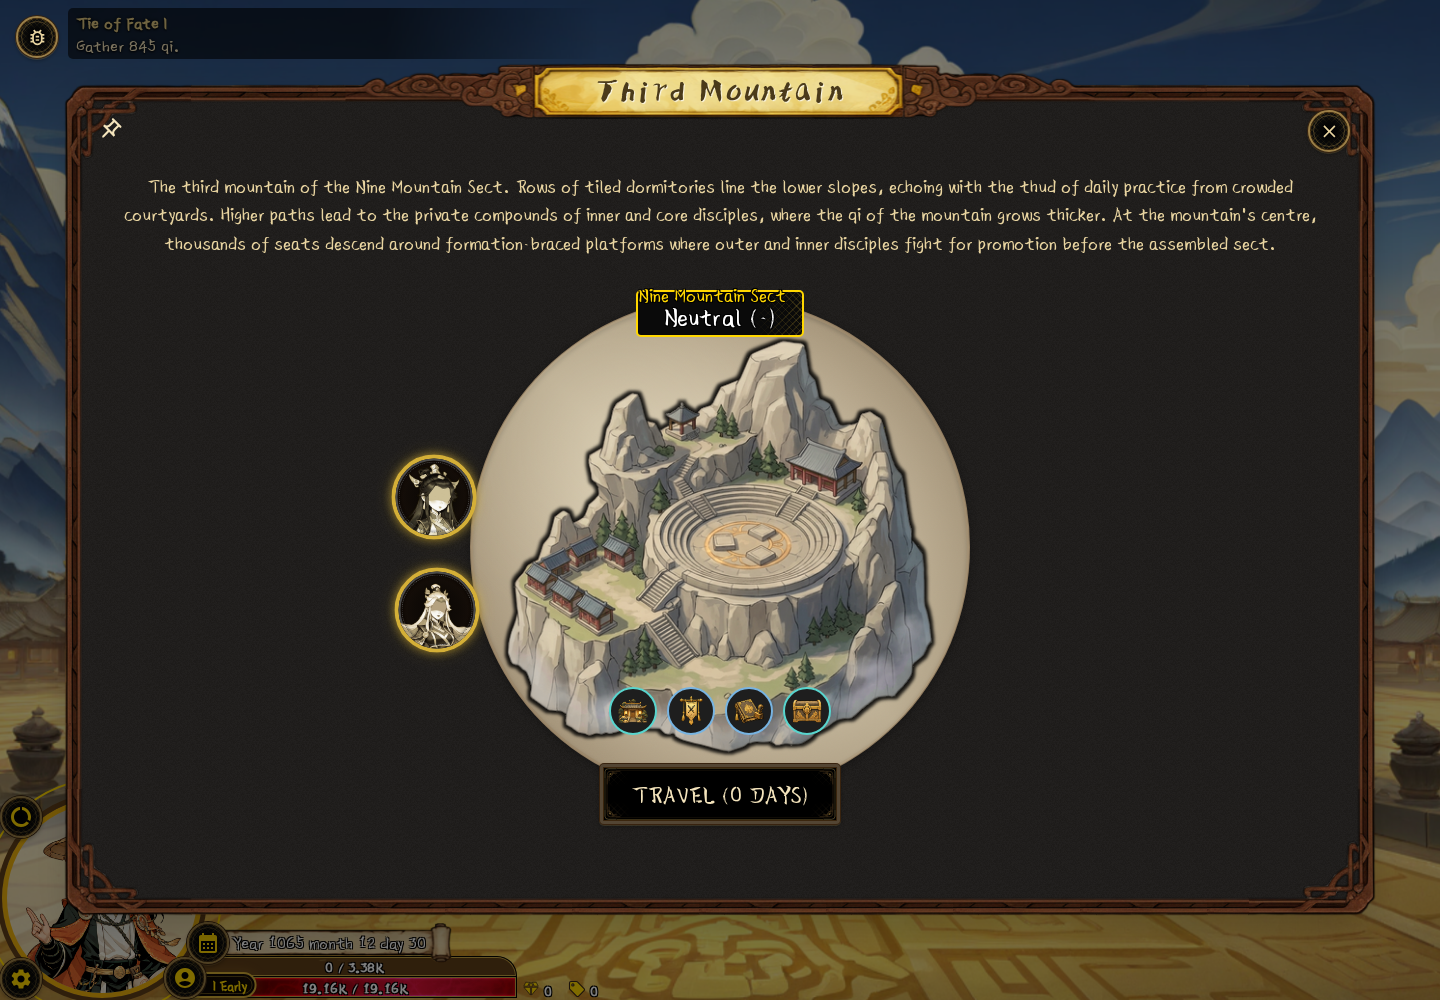 Tie of Fate 1
Gather 845 qi.
Third Mountain
The third mountain of the Nine Mountain Sect. Rows of tiled dormitories line the lower slopes, echoing with the thud of daily practice from crowded
courtyards. Higher paths lead to the private compounds of inner and core disciples, where the qi of the mountain grows thicker. At the mountain's centre,
thousands of seats descend around formation-braced platforms where outer and inner disciples fight for promotion before the assembled sect.
Nine Mountain Sect
Neutral (-)
TRAVEL (0 DAYS)
Year 1065 month 12 day 30
0 / 3.38K
1 Early
19.16K / 19.16K
0
0